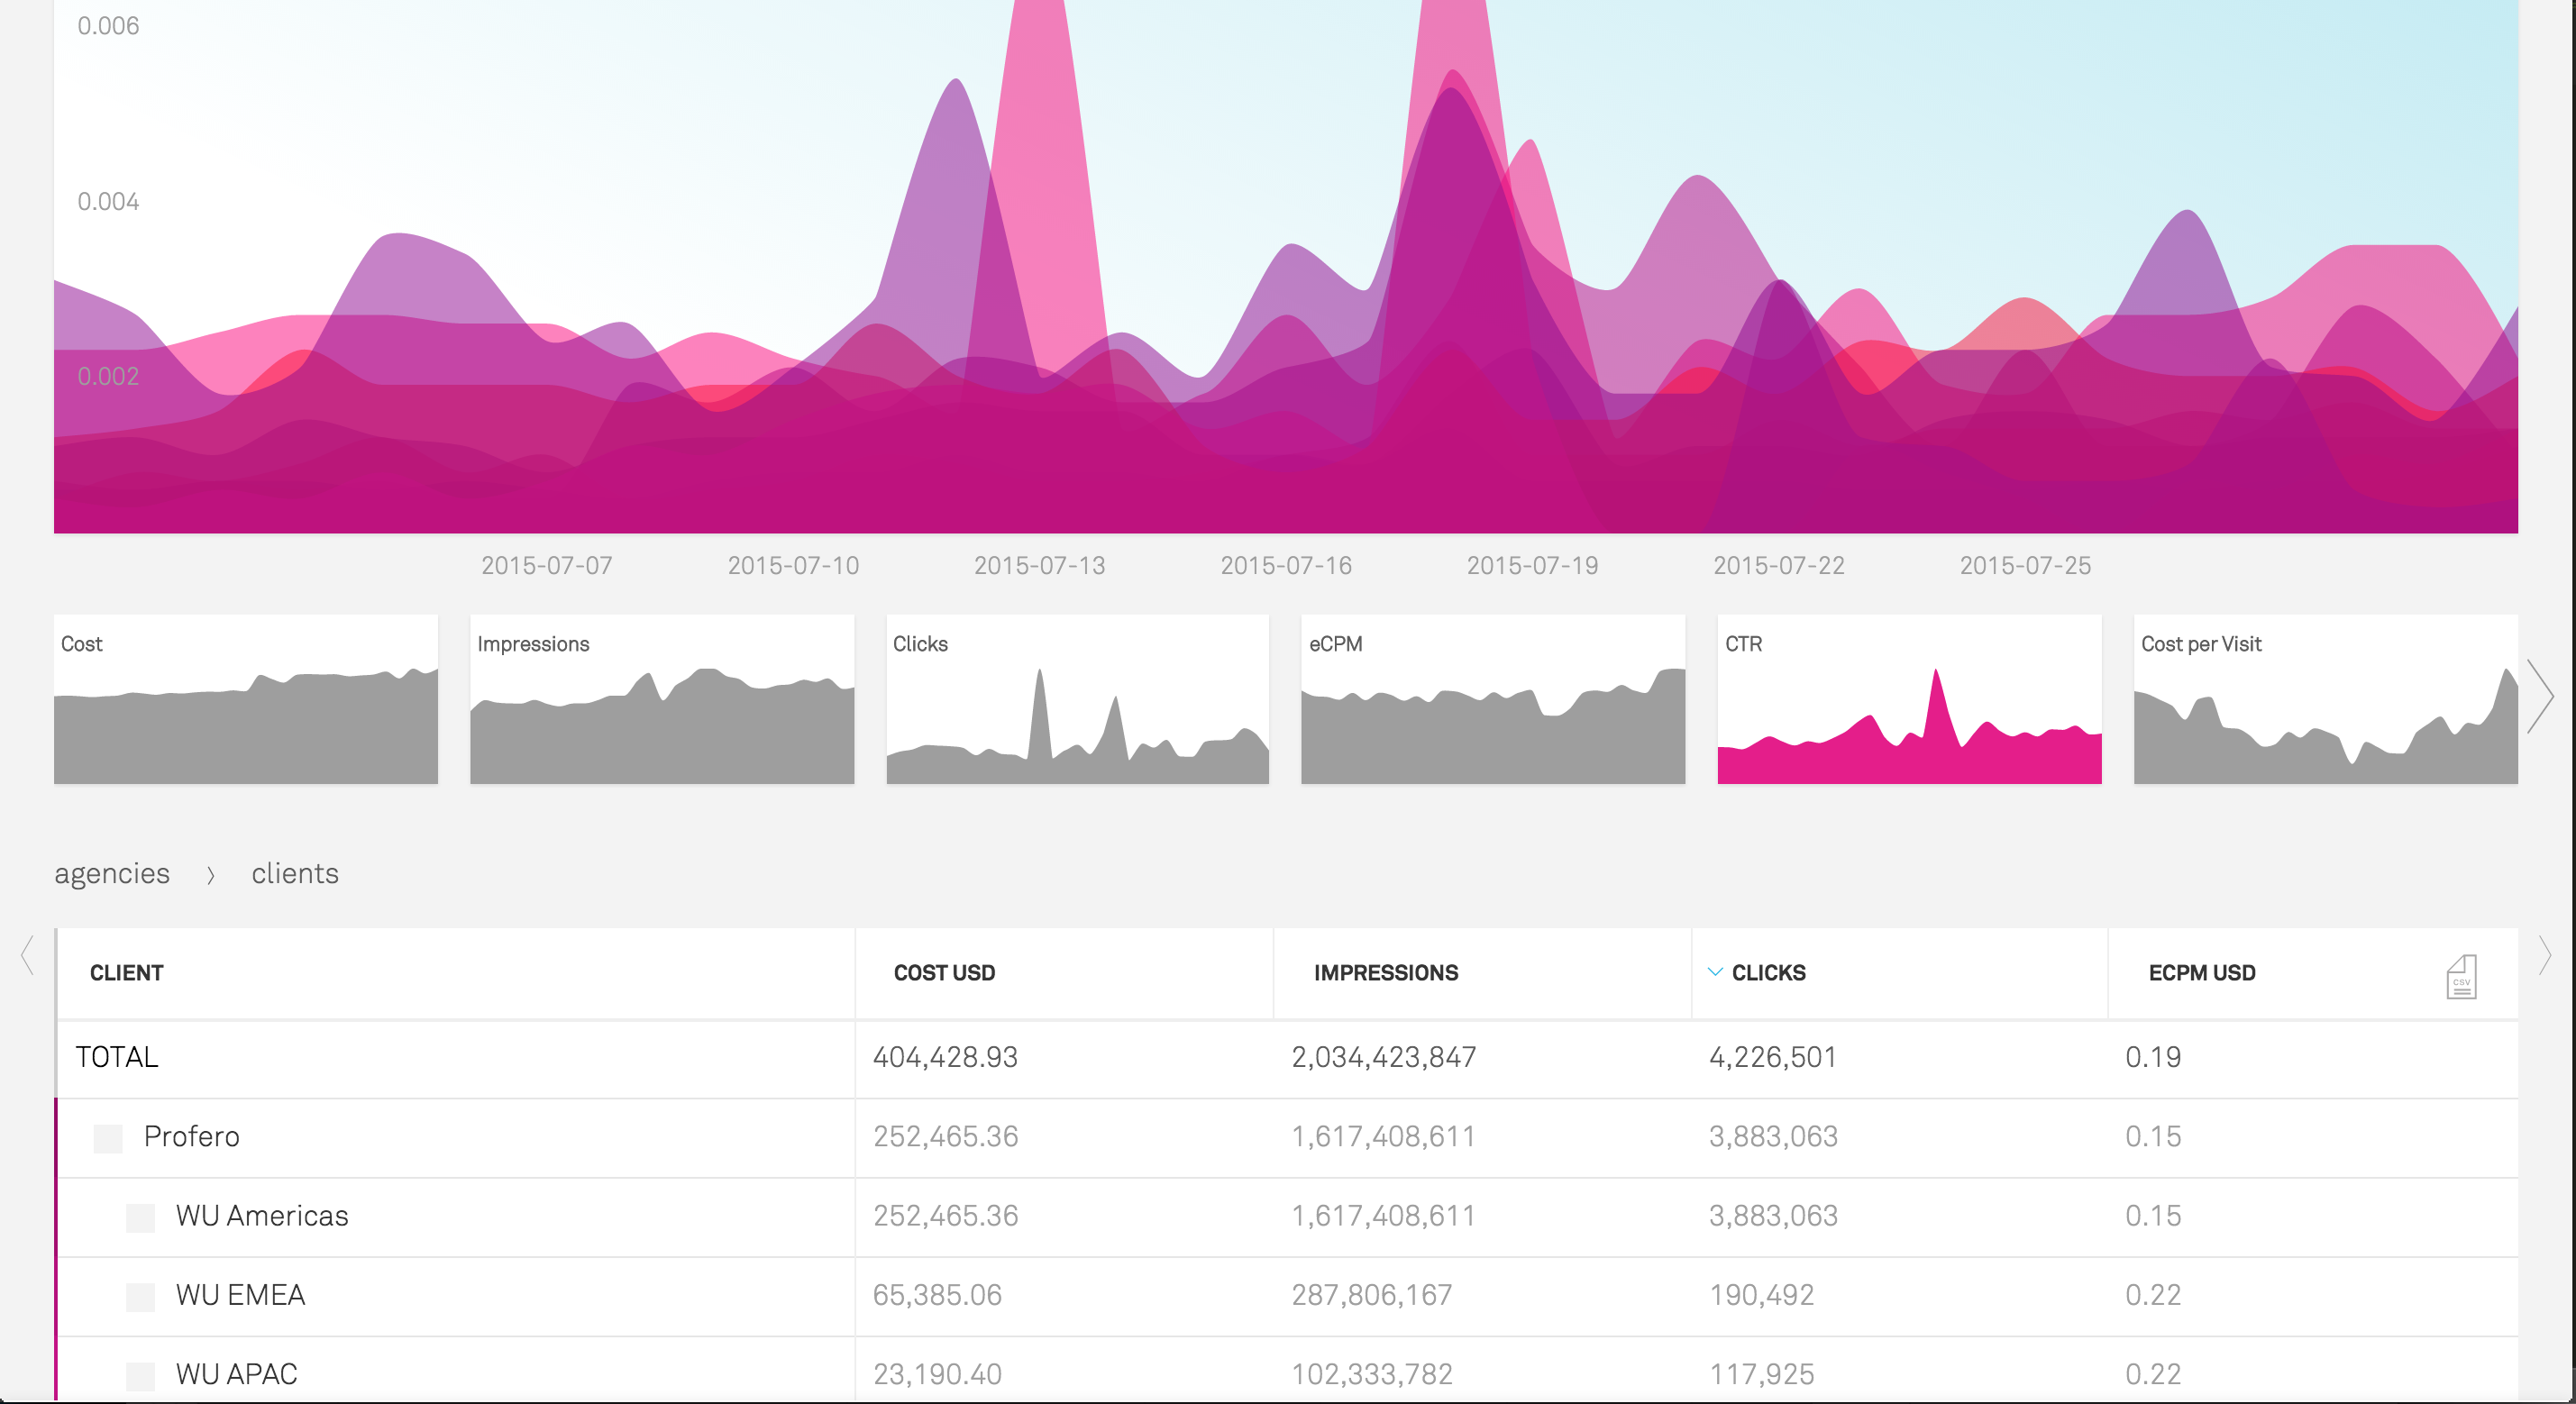 0.006
0.004
0.002
2015-07-07 2015-07-10 2015-07-13 2015-07-16 2015-07-19 2015-07-22 2015-07-25
Cost Impressions Clicks eCPM CTR Cost per Visit
agencies › clients
CLIENT COST USD IMPRESSIONS CLICKS ECPM USD CSV
TOTAL 404,428.93 2,034,423,847 4,226,501 0.19
Profero 252,465.36 1,617,408,611 3,883,063 0.15
WU Americas 252,465.36 1,617,408,611 3,883,063 0.15
WU EMEA 65,385.06 287,806,167 190,492 0.22
WU APAC 23,190.40 102,333,782 117,925 0.22